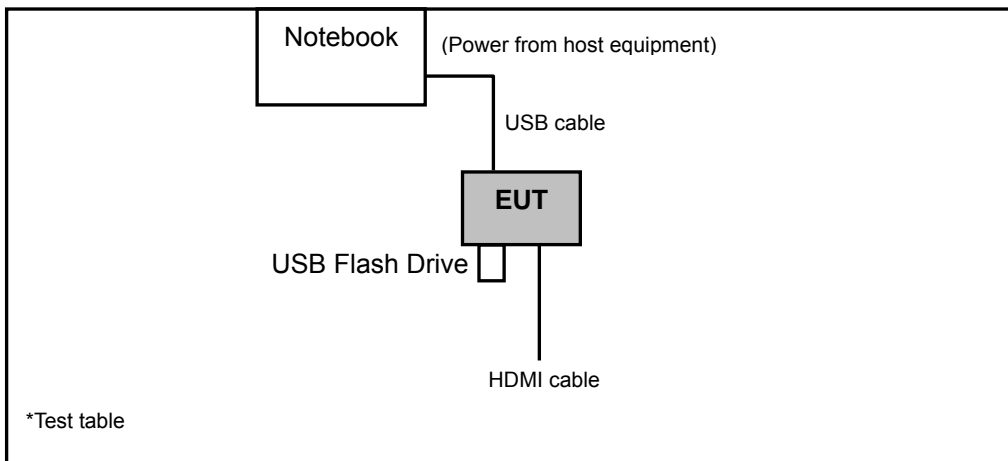 Notebook
(Power from host equipment)
USB cable
EUT
USB Flash Drive
HDMI cable
*Test table